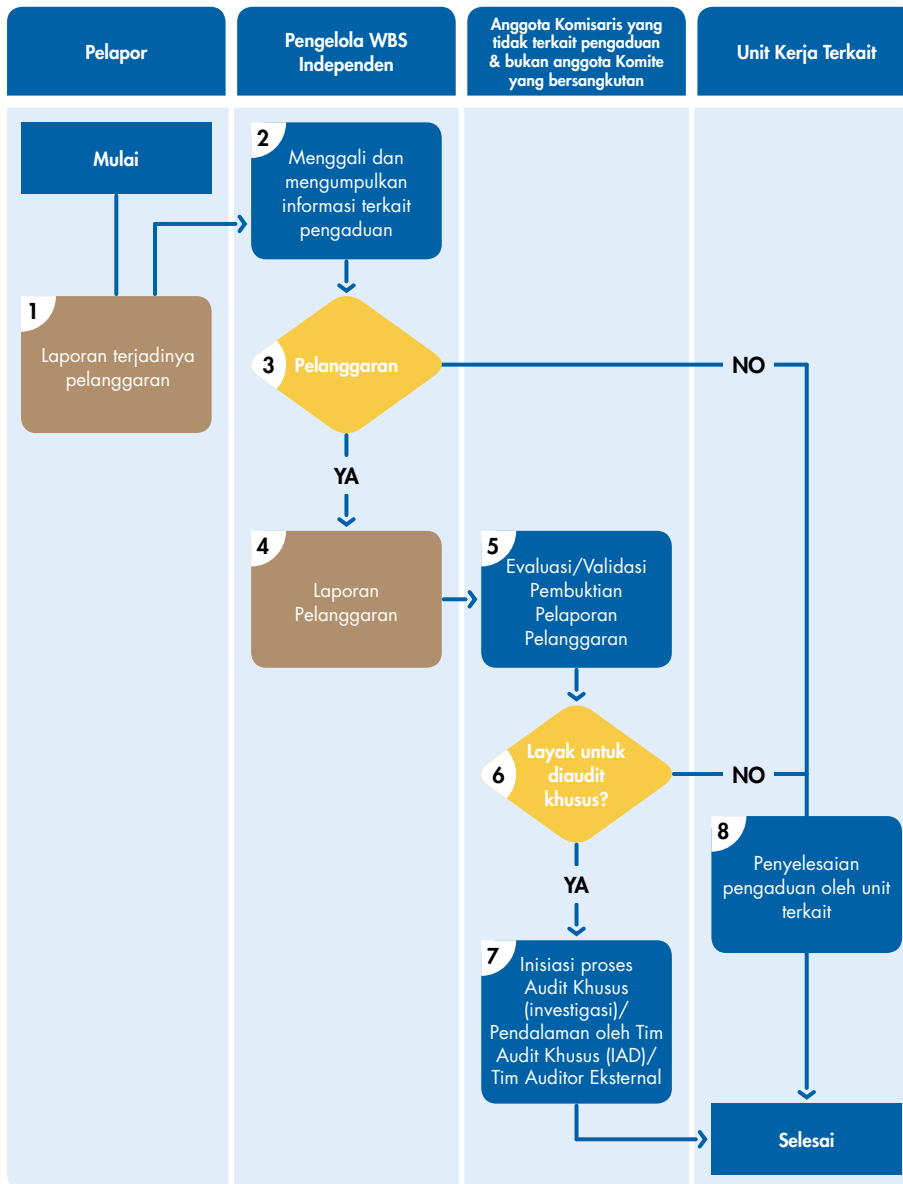 Pelapor
Pengelola WBS
Independen
Anggota Komisaris yang
tidak terkait pengaduan
& bukan anggota Komite
yang bersangkutan
Unit Kerja Terkait
Mulai
2
Menggali dan
mengumpulkan
informasi terkait
pengaduan
1
Laporan terjadinya
pelanggaran
3
Pelanggaran
NO
YA
4
Laporan
Pelanggaran
5
Evaluasi/Validasi
Pembuktian
Pelaporan
Pelanggaran
6
Layak untuk
diaudit
khusus?
NO
8
Penyelesaian
pengaduan oleh unit
terkait
YA
7
Inisiasi proses
Audit Khusus
(investigasi)/
Pendalaman oleh Tim
Audit Khusus (IAD)/
Tim Auditor Eksternal
Selesai